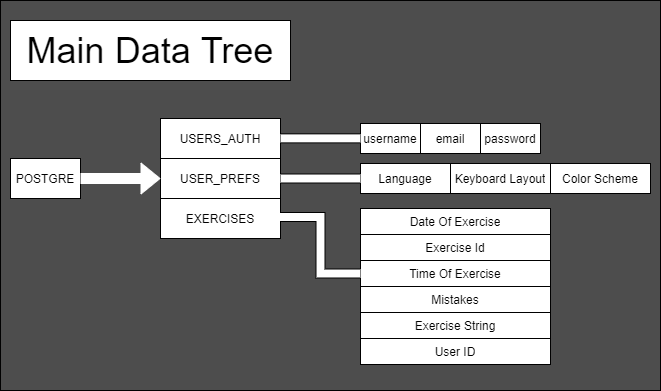 Main Data Tree
POSTGRE
USERS_AUTH
username
email
password
USER_PREFS
Language
Keyboard Layout
Color Scheme
EXERCISES
Date Of Exercise
Exercise Id
Time Of Exercise
Mistakes
Exercise String
User ID